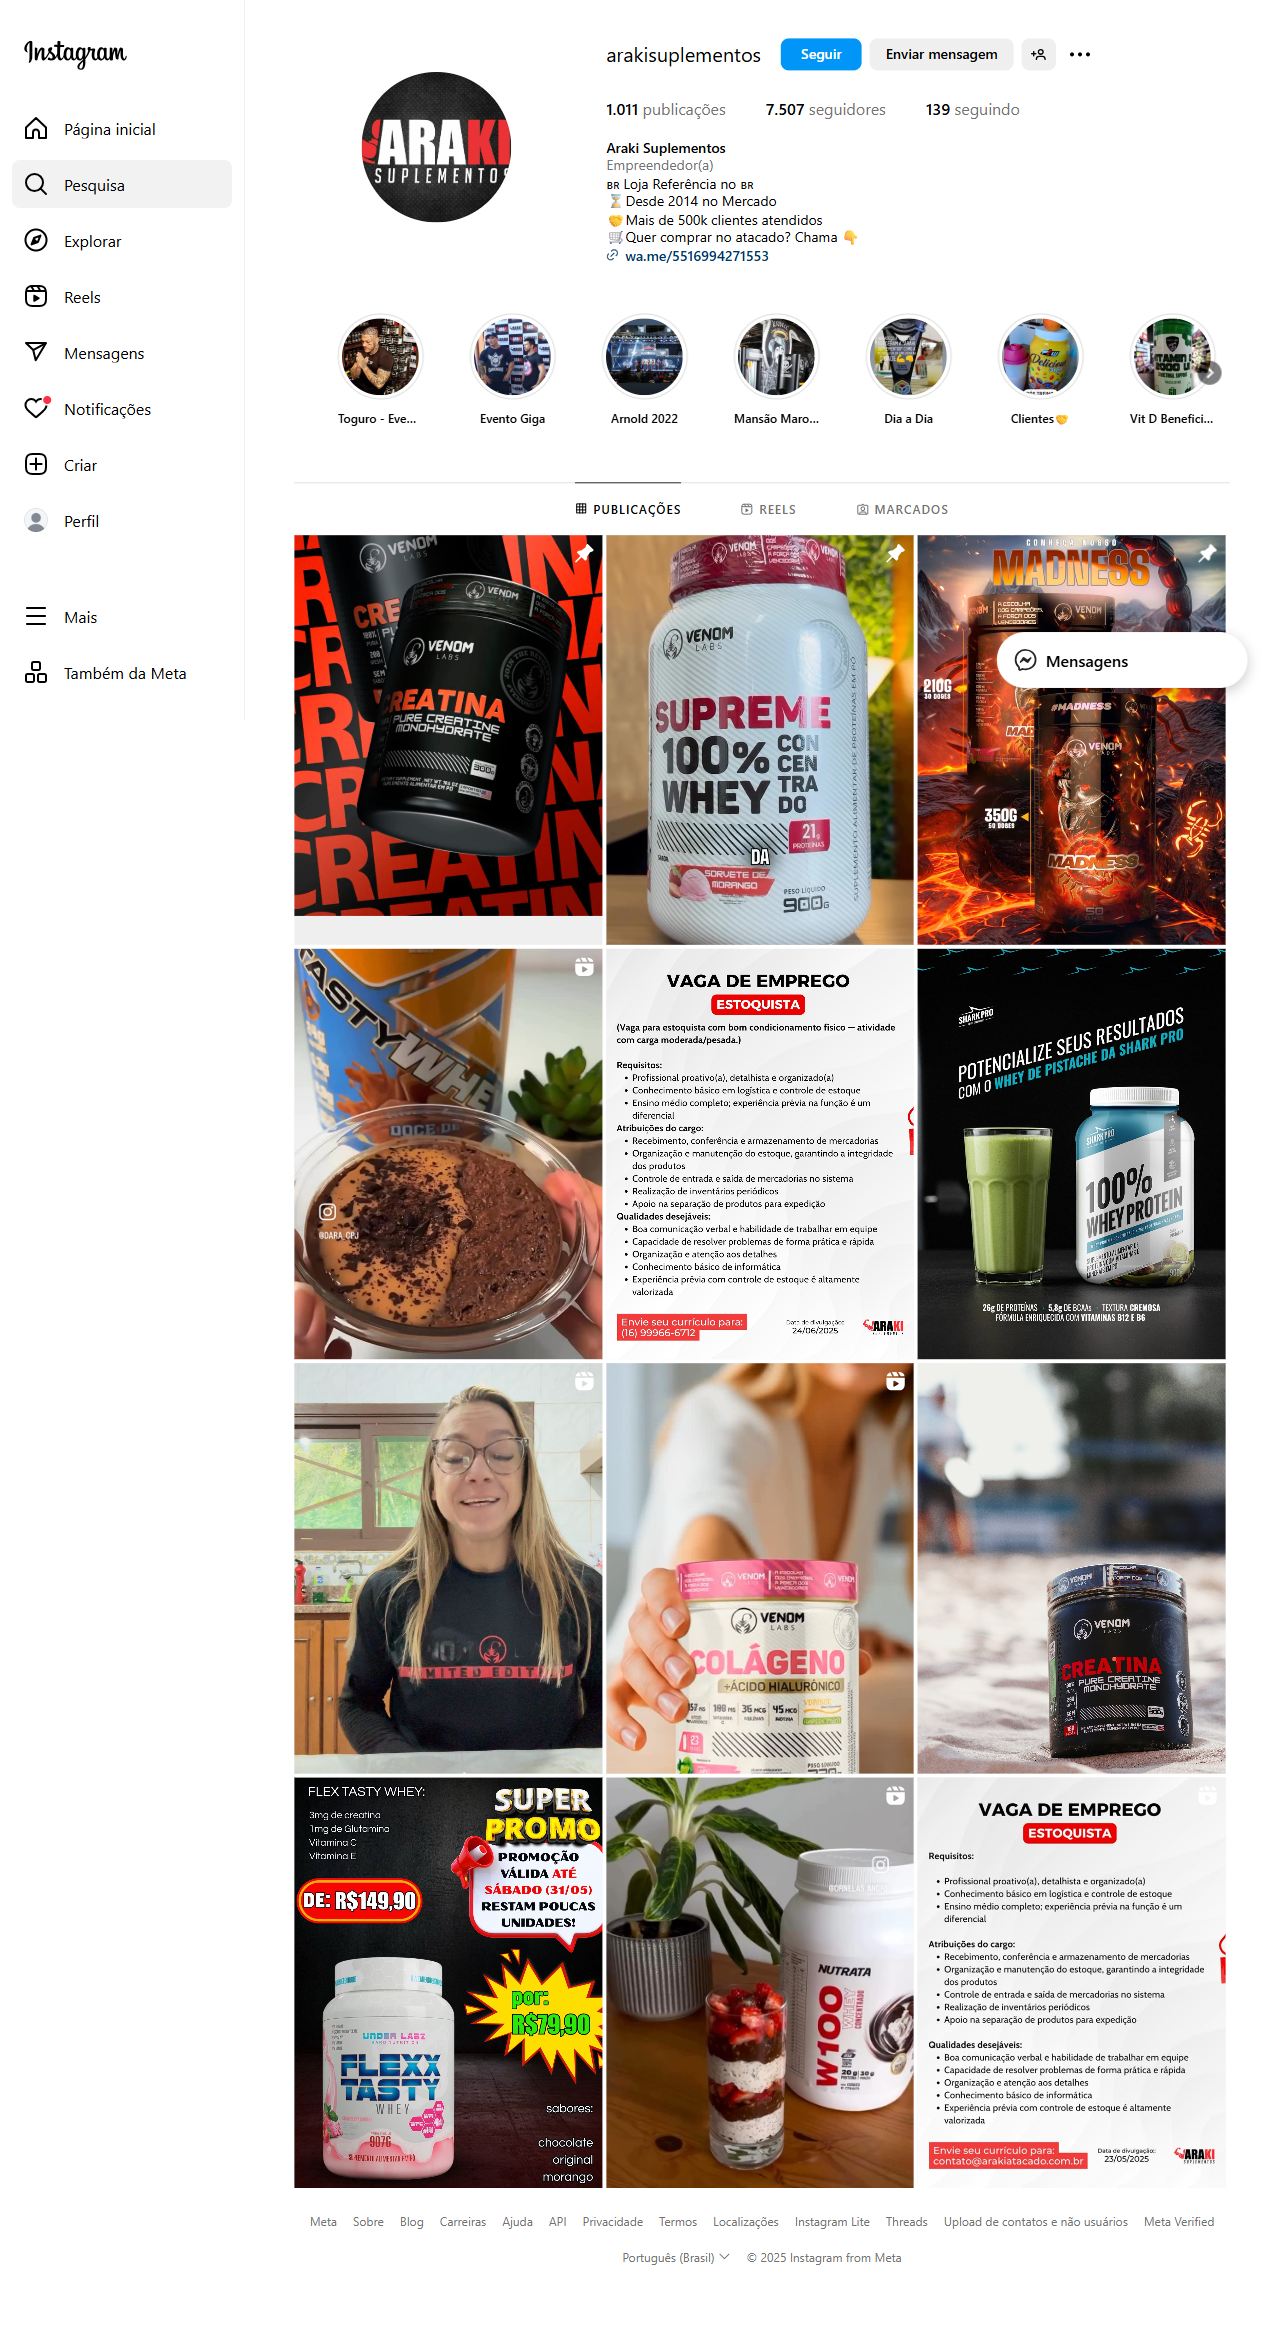 Instagram
Página inicial
Pesquisa
Explorar
Reels
Mensagens
Notificações
Criar
Perfil
Mais
Também da Meta
arakisuplementos
Seguir
Enviar mensagem
1.011 publicações
7.507 seguidores
139 seguindo
ARAKI
SUPLEMENTOS
Araki Suplementos
Empreendedor(a)
BR Loja Referência no BR
⌛Desde 2014 no Mercado
🤝Mais de 500k clientes atendidos
🛒Quer comprar no atacado? Chama 👇
wa.me/5516994271553
Toguro - Eve...
Evento Giga
Arnold 2022
Mansão Maro...
Dia a Dia
Clientes🤝
Vit D Benefici...
PUBLICAÇÕES
REELS
MARCADOS
VENOM
LABS
CREATINA
PURE CREATINE
MONOHYDRATE
300g
VENOM
LABS
SUPREME
100% WHEY
CON
CEN
TRA
DO
21g
PROTEÍNAS
DA
SORVETE DE
MORANGO
PESO LÍQUIDO
900G
SUPLEMENTO ALIMENTAR DE PROTEÍNAS EM PÓ
CONHEÇA NOSSO
MADNESS
210G
30 DOSES
#MADNESS
VENOM
LABS
350G
50 DOSES
MADNESS
Mensagens
TASTY WHEY
DOCE DE
@DARA_CPJ
VAGA DE EMPREGO
ESTOQUISTA
(Vaga para estoquista com bom condicionamento físico — atividade
com carga moderada/pesada.)
Requisitos:
• Profissional proativo(a), detalhista e organizado(a)
• Conhecimento básico em logística e controle de estoque
• Ensino médio completo; experiência prévia na função é um
diferencial
Atribuições do cargo:
• Recebimento, conferência e armazenamento de mercadorias
• Organização e manutenção do estoque, garantindo a integridade
dos produtos
• Controle de entrada e saída de mercadorias no sistema
• Realização de inventários periódicos
• Apoio na separação de produtos para expedição
Qualidades desejáveis:
• Boa comunicação verbal e habilidade de trabalhar em equipe
• Capacidade de resolver problemas de forma prática e rápida
• Organização e atenção aos detalhes
• Conhecimento básico de informática
• Experiência prévia com controle de estoque é altamente
valorizada
Envie seu currículo para:
(16) 99966-6712
Data de divulgação:
24/06/2025
ARAKI
SHARK PRO
POTENCIALIZE SEUS RESULTADOS
COM O WHEY DE PISTACHE DA SHARK PRO
SHARK PRO
100%
WHEY PROTEIN
900g
26g DE PROTEÍNAS · 5,8g DE BCAAs · TEXTURA CREMOSA
FÓRMULA ENRIQUECIDA COM VITAMINAS B12 E B6
LIMITED EDITION
VENOM
LABS
COLÁGENO
+ÁCIDO HIALURÔNICO
36 MCG
45 MCG
VENOM
LABS
CREATINA
PURE CREATINE
MONOHYDRATE
FLEX TASTY WHEY:
3mg de creatina
1mg de Glutamina
Vitamina C
Vitamina E
SUPER
PROMO
PROMOÇÃO
VÁLIDA ATÉ
SÁBADO (31/05)
RESTAM POUCAS
UNIDADES!
DE: R$149,90
por:
R$79,90
UNDER LABZ
FLEXX
TASTY
WHEY
907G
sabores:
chocolate
original
morango
NUTRATA
W100
WHEY
CONCENTRADO
20g
VAGA DE EMPREGO
ESTOQUISTA
Requisitos:
• Profissional proativo(a), detalhista e organizado(a)
• Conhecimento básico em logística e controle de estoque
• Ensino médio completo; experiência prévia na função é um
diferencial
Atribuições do cargo:
• Recebimento, conferência e armazenamento de mercadorias
• Organização e manutenção do estoque, garantindo a integridade
dos produtos
• Controle de entrada e saída de mercadorias no sistema
• Realização de inventários periódicos
• Apoio na separação de produtos para expedição
Qualidades desejáveis:
• Boa comunicação verbal e habilidade de trabalhar em equipe
• Capacidade de resolver problemas de forma prática e rápida
• Organização e atenção aos detalhes
• Conhecimento básico de informática
• Experiência prévia com controle de estoque é altamente
valorizada
Envie seu currículo para:
contato@arakiatacado.com.br
Data de divulgação:
23/05/2025
ARAKI
Meta Sobre Blog Carreiras Ajuda API Privacidade Termos Localizações Instagram Lite Threads Upload de contatos e não usuários Meta Verified
Português (Brasil) © 2025 Instagram from Meta